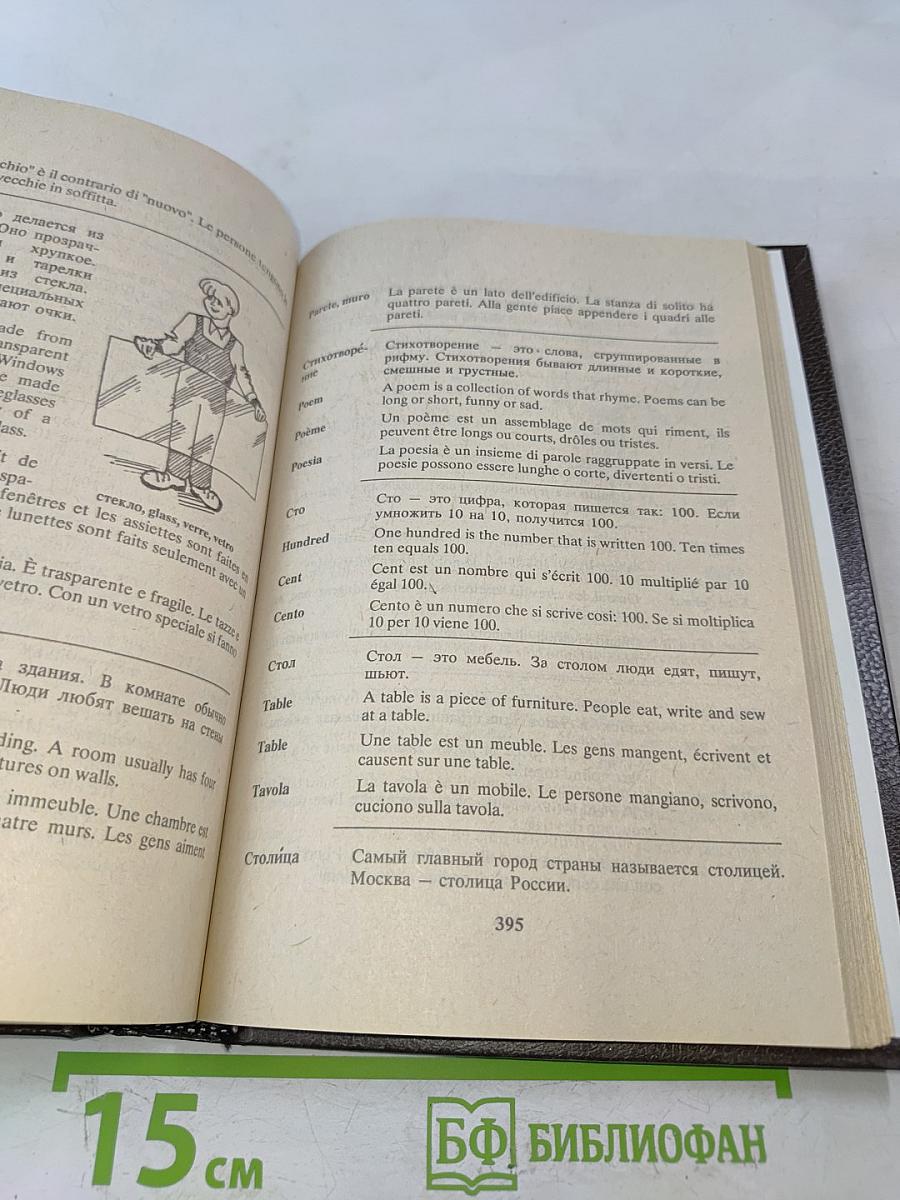 chio" è il contrario di "nuovo". Le persone tengono le
vecchie in soffitta.
делается из
Оно прозрач-
хрупкое.
и тарелки
из стекла.
специальных
ают очки.
ade from
ansparent
Windows
e made
eglasses
of a
lass.
t de
spa-
стекло, glass, verre, vetro
fenêtres et les assiettes sont faites en
s lunettes sont faits seulement avec un
ia. È trasparente e fragile. Le tazze e
vetro. Con un vetro speciale si fanno
здания. В комнате обычно
Люди любят вешать на стены
ding. A room usually has four
tures on walls.
immeuble. Une chambre est
atre murs. Les gens aiment
Parete, muro La parete è un lato dell'edificio. La stanza di solito ha
quattro pareti. Alla gente piace appendere i quadri alle
pareti.
Стихотворе́- Стихотворение — это слова, сгруппированные в
ние рифму. Стихотворения бывают длинные и короткие,
смешные и грустные.
Poem A poem is a collection of words that rhyme. Poems can be
long or short, funny or sad.
Poème Un poème est un assemblage de mots qui riment, ils
peuvent être longs ou courts, drôles ou tristes.
Poesia La poesia è un insieme di parole raggruppate in versi. Le
poesie possono essere lunghe o corte, divertenti o tristi.
Сто Сто — это цифра, которая пишется так: 100. Если
умножить 10 на 10, получится 100.
Hundred One hundred is the number that is written 100. Ten times
ten equals 100.
Cent Cent est un nombre qui s'écrit 100. 10 multiplié par 10
égal 100.
Cento Cento è un numero che si scrive cosi: 100. Se si moltiplica
10 per 10 viene 100.
Стол Стол — это мебель. За столом люди едят, пишут,
шьют.
Table A table is a piece of furniture. People eat, write and sew
at a table.
Table Une table est un meuble. Les gens mangent, écrivent et
causent sur une table.
Tavola La tavola è un mobile. Le persone mangiano, scrivono,
cuciono sulla tavola.
Столи́ца Самый главный город страны называется столицей.
Москва — столица России.
395
15 см
БФ БИБЛИОФАН